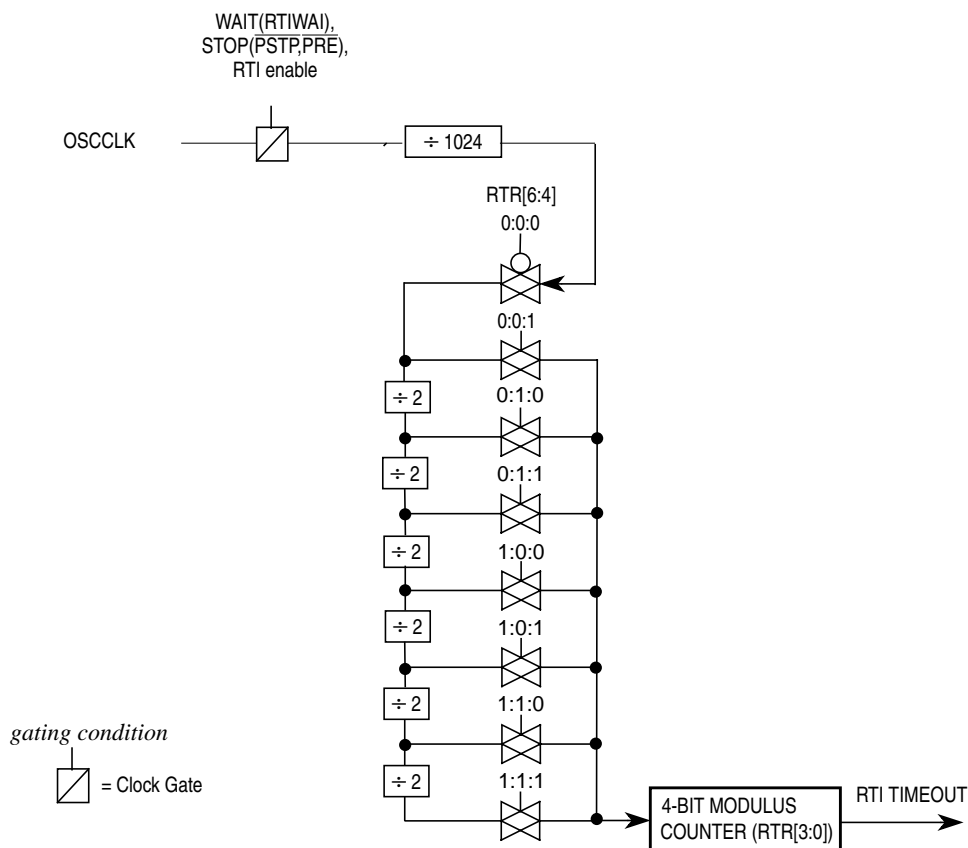 WAIT(RTIWAI),
STOP(PSTP,PRE),
RTI enable
OSCCLK
÷ 1024
RTR[6:4]
0:0:0
0:0:1
÷ 2
0:1:0
÷ 2
0:1:1
÷ 2
1:0:0
÷ 2
1:0:1
÷ 2
1:1:0
gating condition
= Clock Gate
÷ 2
1:1:1
4-BIT MODULUS
COUNTER (RTR[3:0])
RTI TIMEOUT